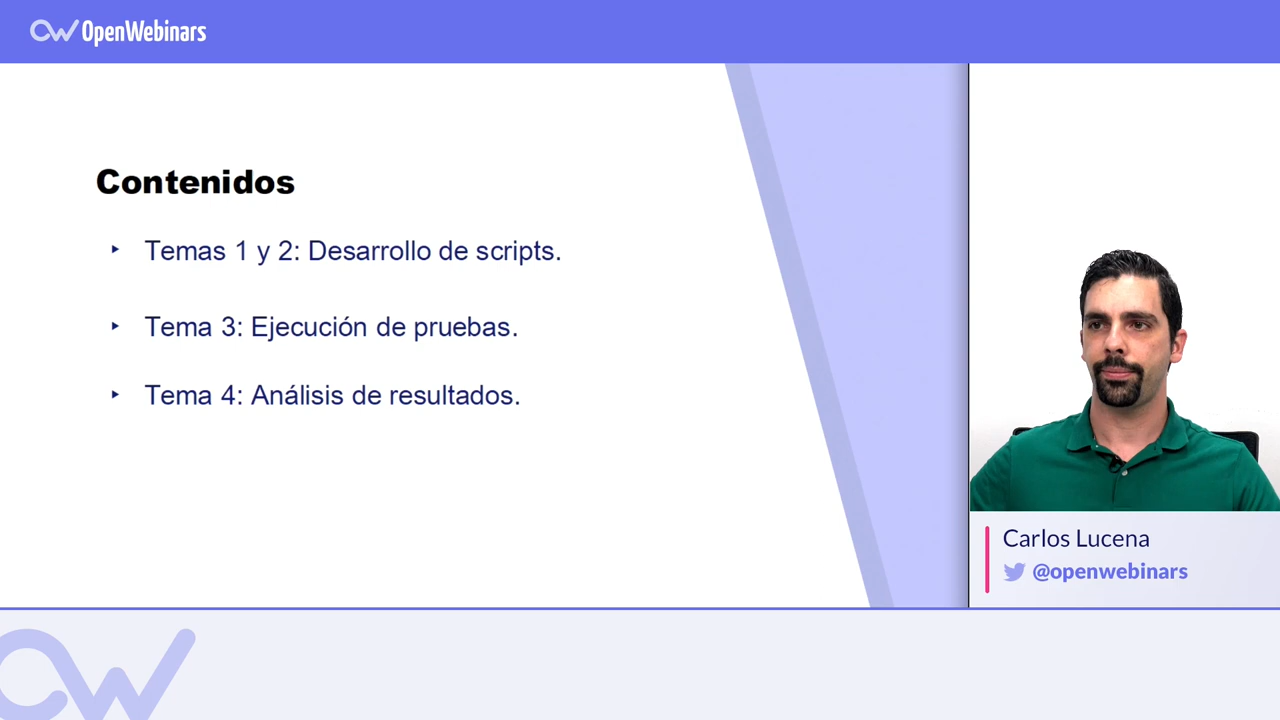 OpenWebinars
Contenidos
Temas 1 y 2: Desarrollo de scripts.
Tema 3: Ejecución de pruebas.
Tema 4: Análisis de resultados.
Carlos Lucena
@openwebinars